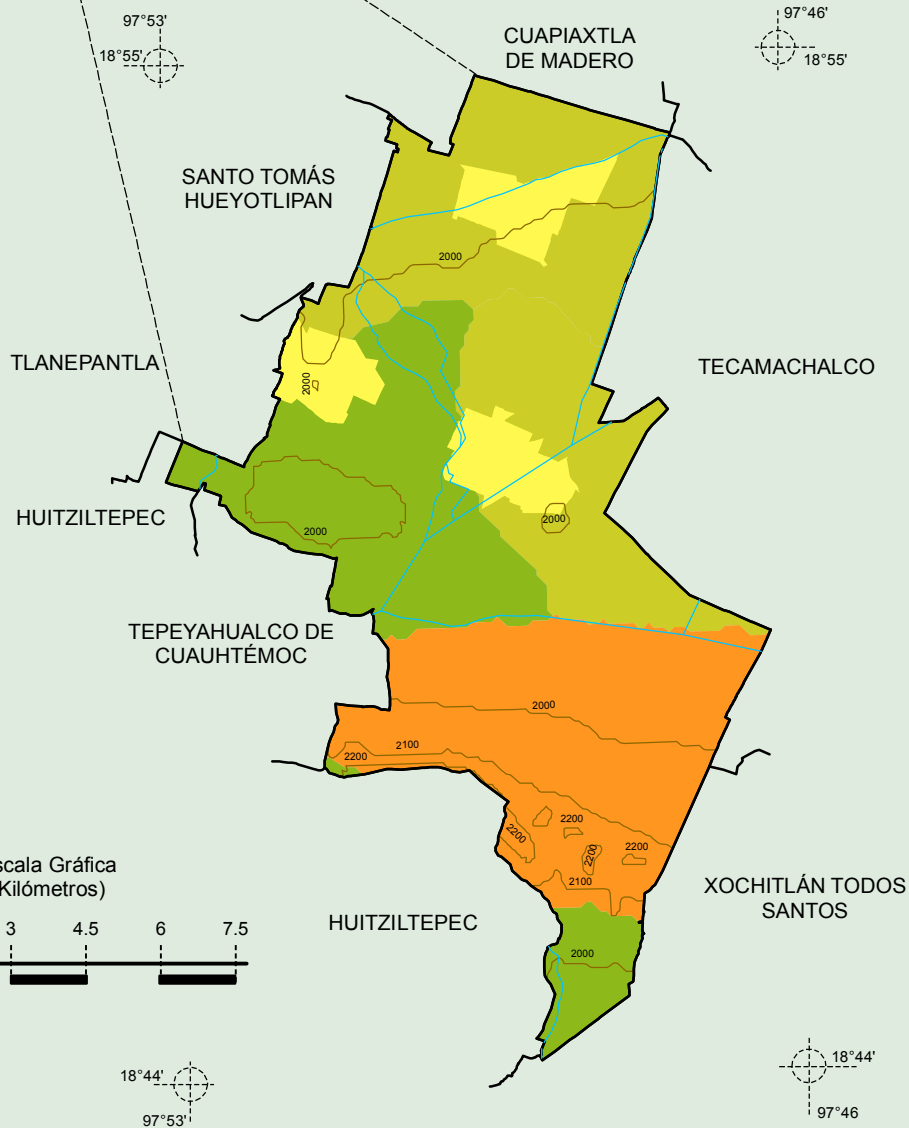 97°53'
18°55'
CUAPIAXTLA
DE MADERO
97°46'
18°55'
SANTO TOMÁS
HUEYOTLIPAN
2000
TLANEPANTLA
2000
TECAMACHALCO
HUITZILTEPEC
2000
2000
TEPEYAHUALCO DE
CUAUHTÉMOC
2000
2100
2200
2200
2200
2200
2200
2100
scala Gráfica
Kilómetros)
3 4.5 6 7.5
HUITZILTEPEC
XOCHITLÁN TODOS
SANTOS
2000
18°44'
97°53'
18°44'
97°46